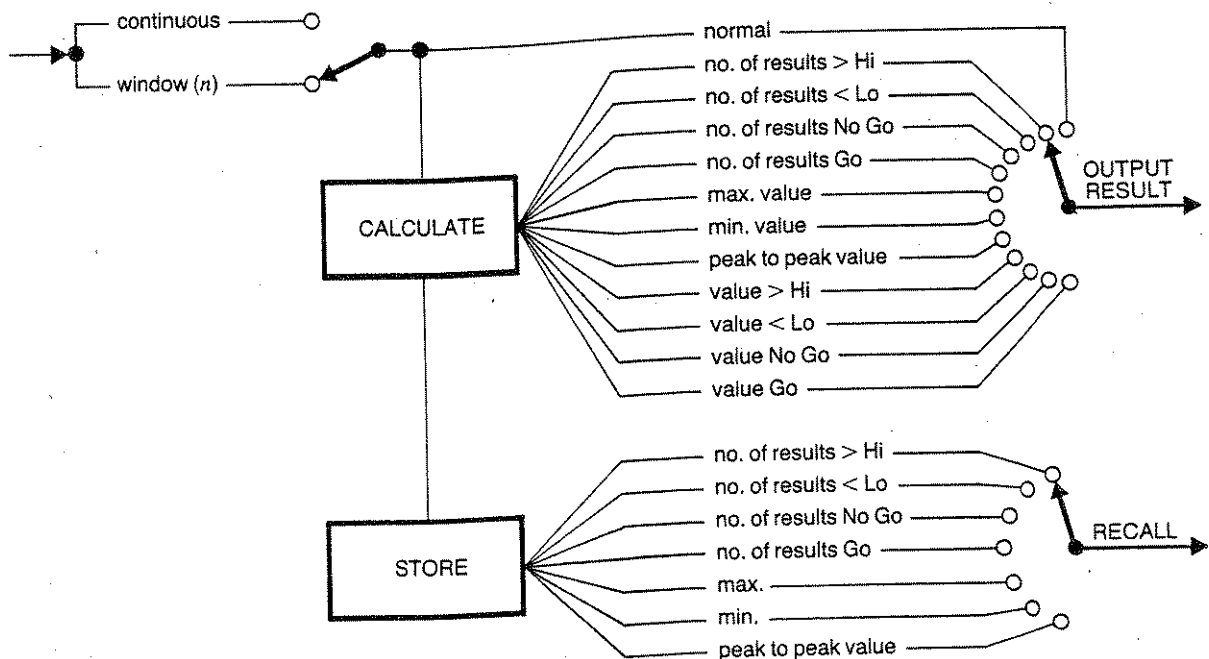 continuous
window (n)
normal
no. of results > Hi
no. of results < Lo
no. of results No Go
no. of results Go
max. value
min. value
peak to peak value
value > Hi
value < Lo
value No Go
value Go
CALCULATE
OUTPUT
RESULT
no. of results > Hi
no. of results < Lo
no. of results No Go
no. of results Go
max.
min.
peak to peak value
STORE
RECALL